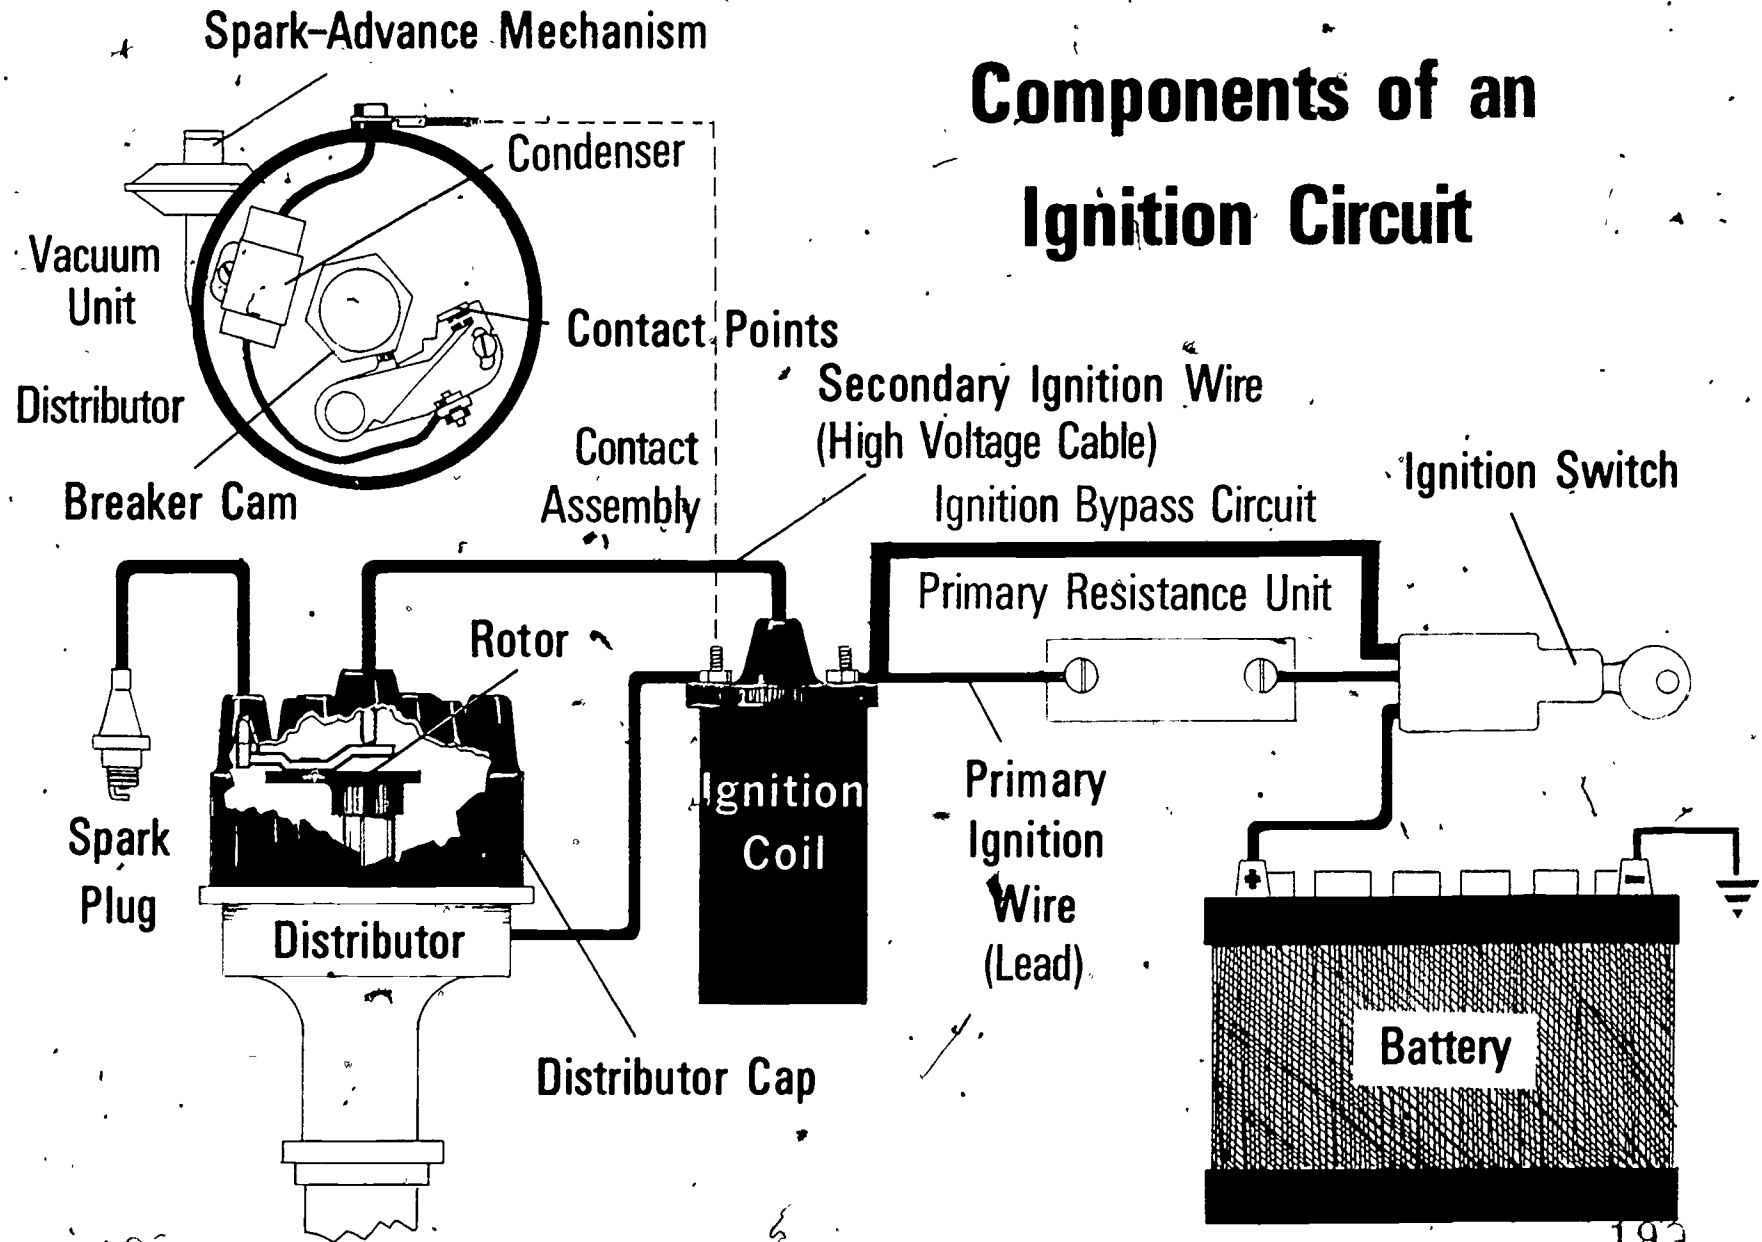 Spark-Advance Mechanism
Components of an
Ignition Circuit
Condenser
Vacuum
Unit
Contact Points
Distributor
Secondary Ignition Wire
(High Voltage Cable)
Contact
Assembly
Breaker Cam
Ignition Bypass Circuit
Ignition Switch
Primary Resistance Unit
Rotor
Ignition
Coil
Primary
Ignition
Wire
(Lead)
Spark
Plug
+
-
Distributor
Battery
Distributor Cap